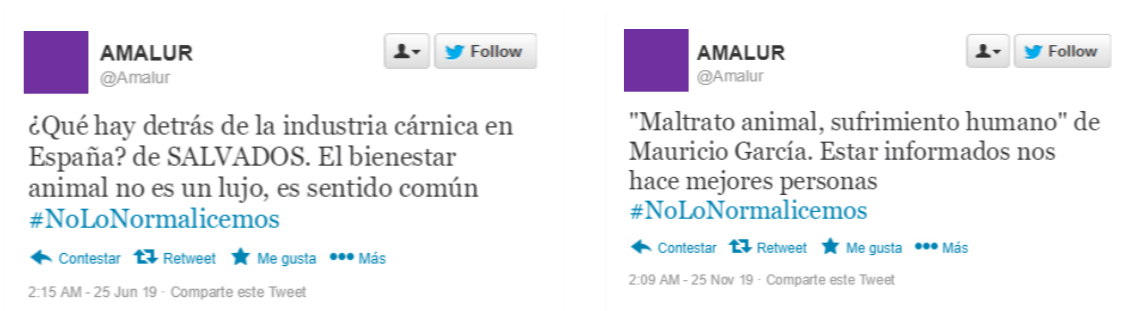 AMALUR
@Amalur
Follow
¿Qué hay detrás de la industria cárnica en
España? de SALVADOS. El bienestar
animal no es un lujo, es sentido común
#NoLoNormalicemos
Contestar Retweet Me gusta Más
2:15 AM - 25 Jun 19 · Comparte este Tweet
AMALUR
@Amalur
Follow
"Maltrato animal, sufrimiento humano" de
Mauricio García. Estar informados nos
hace mejores personas
#NoLoNormalicemos
Contestar Retweet Me gusta Más
2:09 AM - 25 Nov 19 · Comparte este Tweet